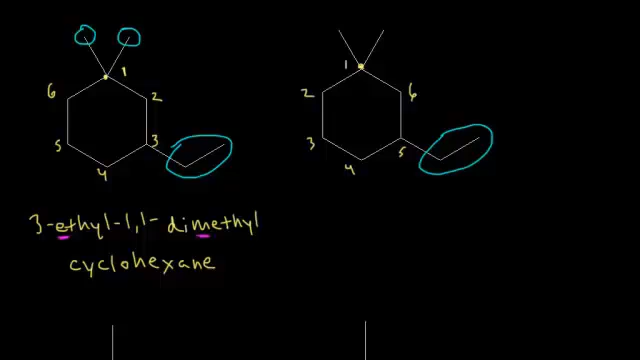 1 1
6 2 2 6
5 3 3 5
4 4
3-ethyl-1,1-dimethyl
cyclohexane